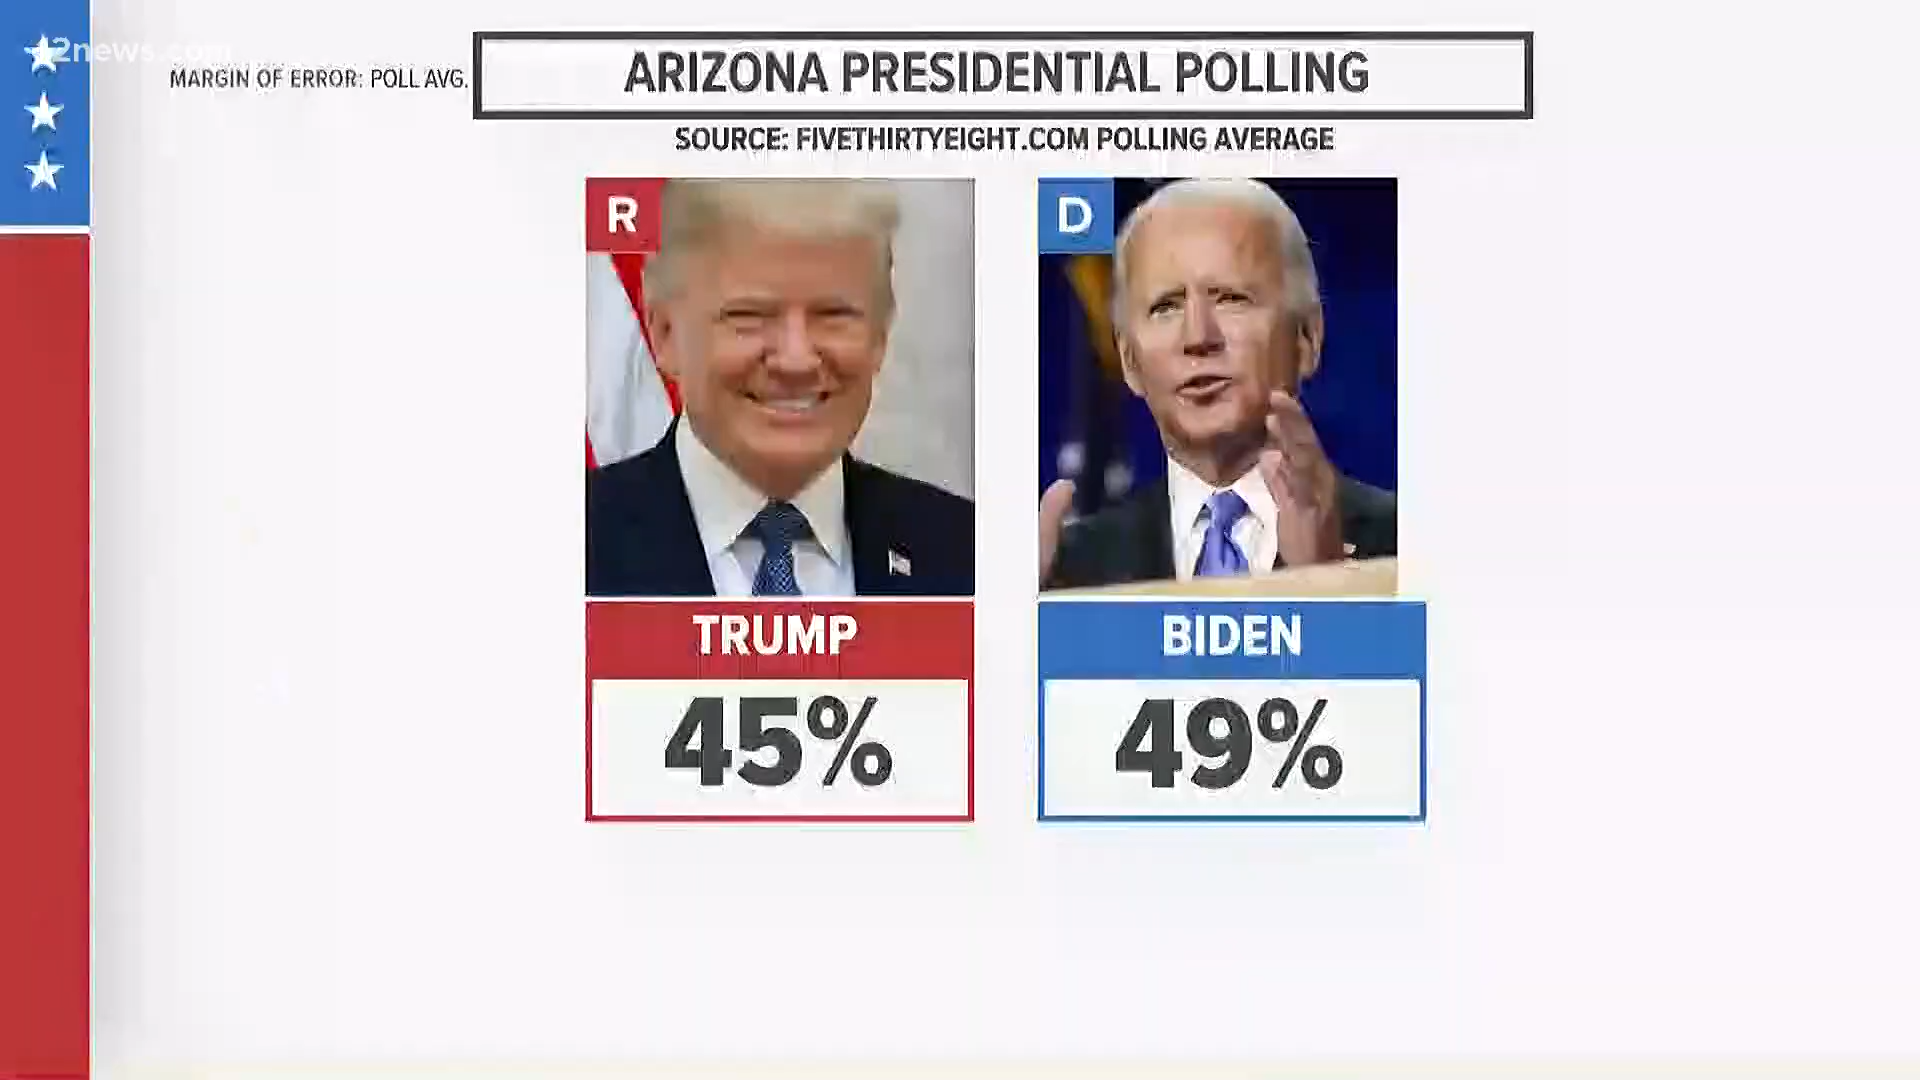 12news.com
MARGIN OF ERROR: POLL AVG.
ARIZONA PRESIDENTIAL POLLING
SOURCE: FIVETHIRTYEIGHT.COM POLLING AVERAGE
R
D
TRUMP
BIDEN
45%
49%